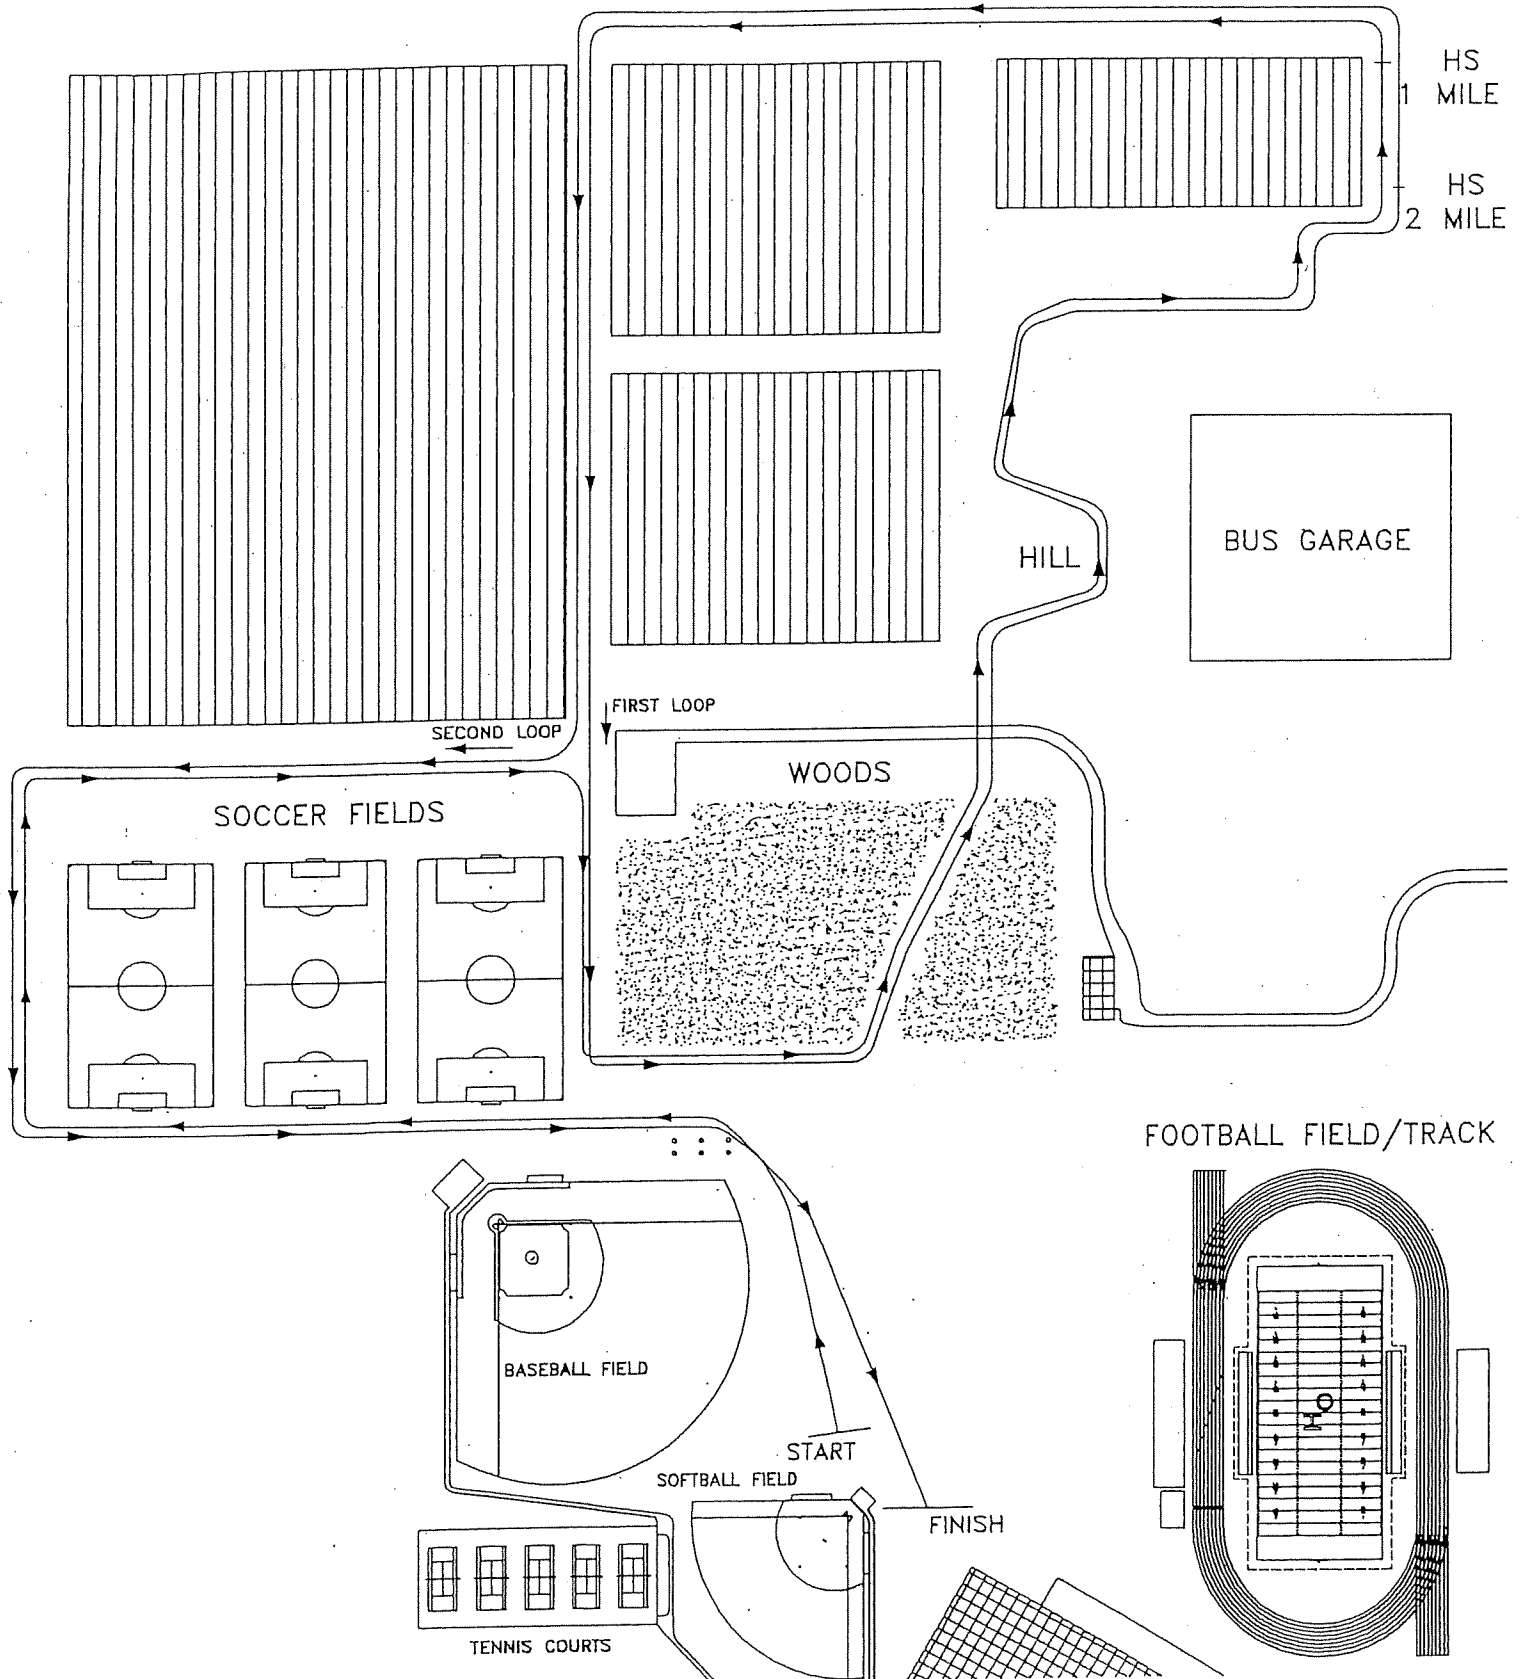 HS
1 MILE
HS
2 MILE
BUS GARAGE
HILL
FIRST LOOP
SECOND LOOP
WOODS
SOCCER FIELDS
FOOTBALL FIELD/TRACK
BASEBALL FIELD
START
SOFTBALL FIELD
FINISH
TENNIS COURTS